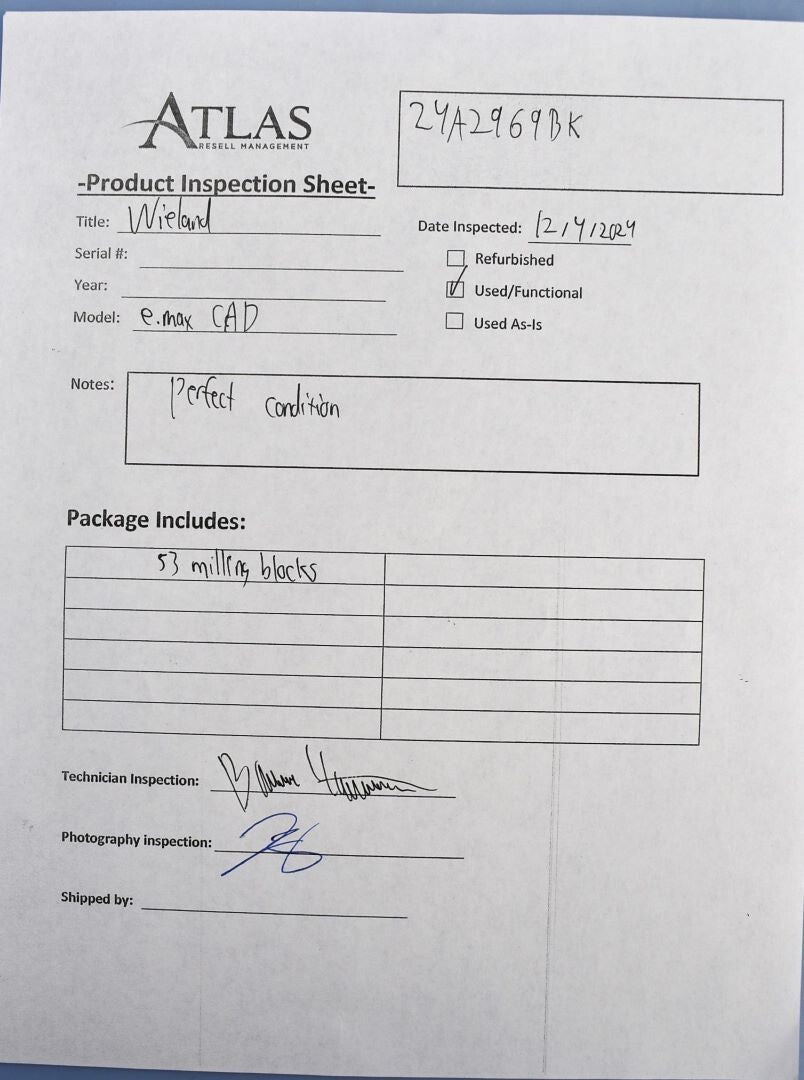 ATLAS
RESELL MANAGEMENT
24A2969BK
-Product Inspection Sheet-
Title: Wieland
Date Inspected: 12/4/2024
Serial #:
Refurbished
Year:
Used/Functional
Model: e.max CAD
Used As-Is
Notes: Perfect condition
Package Includes:
53 milling blocks
Technician Inspection:
Photography inspection:
Shipped by: